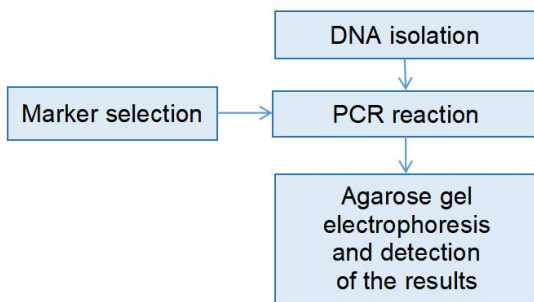 DNA isolation
Marker selection
PCR reaction
Agarose gel
electrophoresis
and detection
of the results